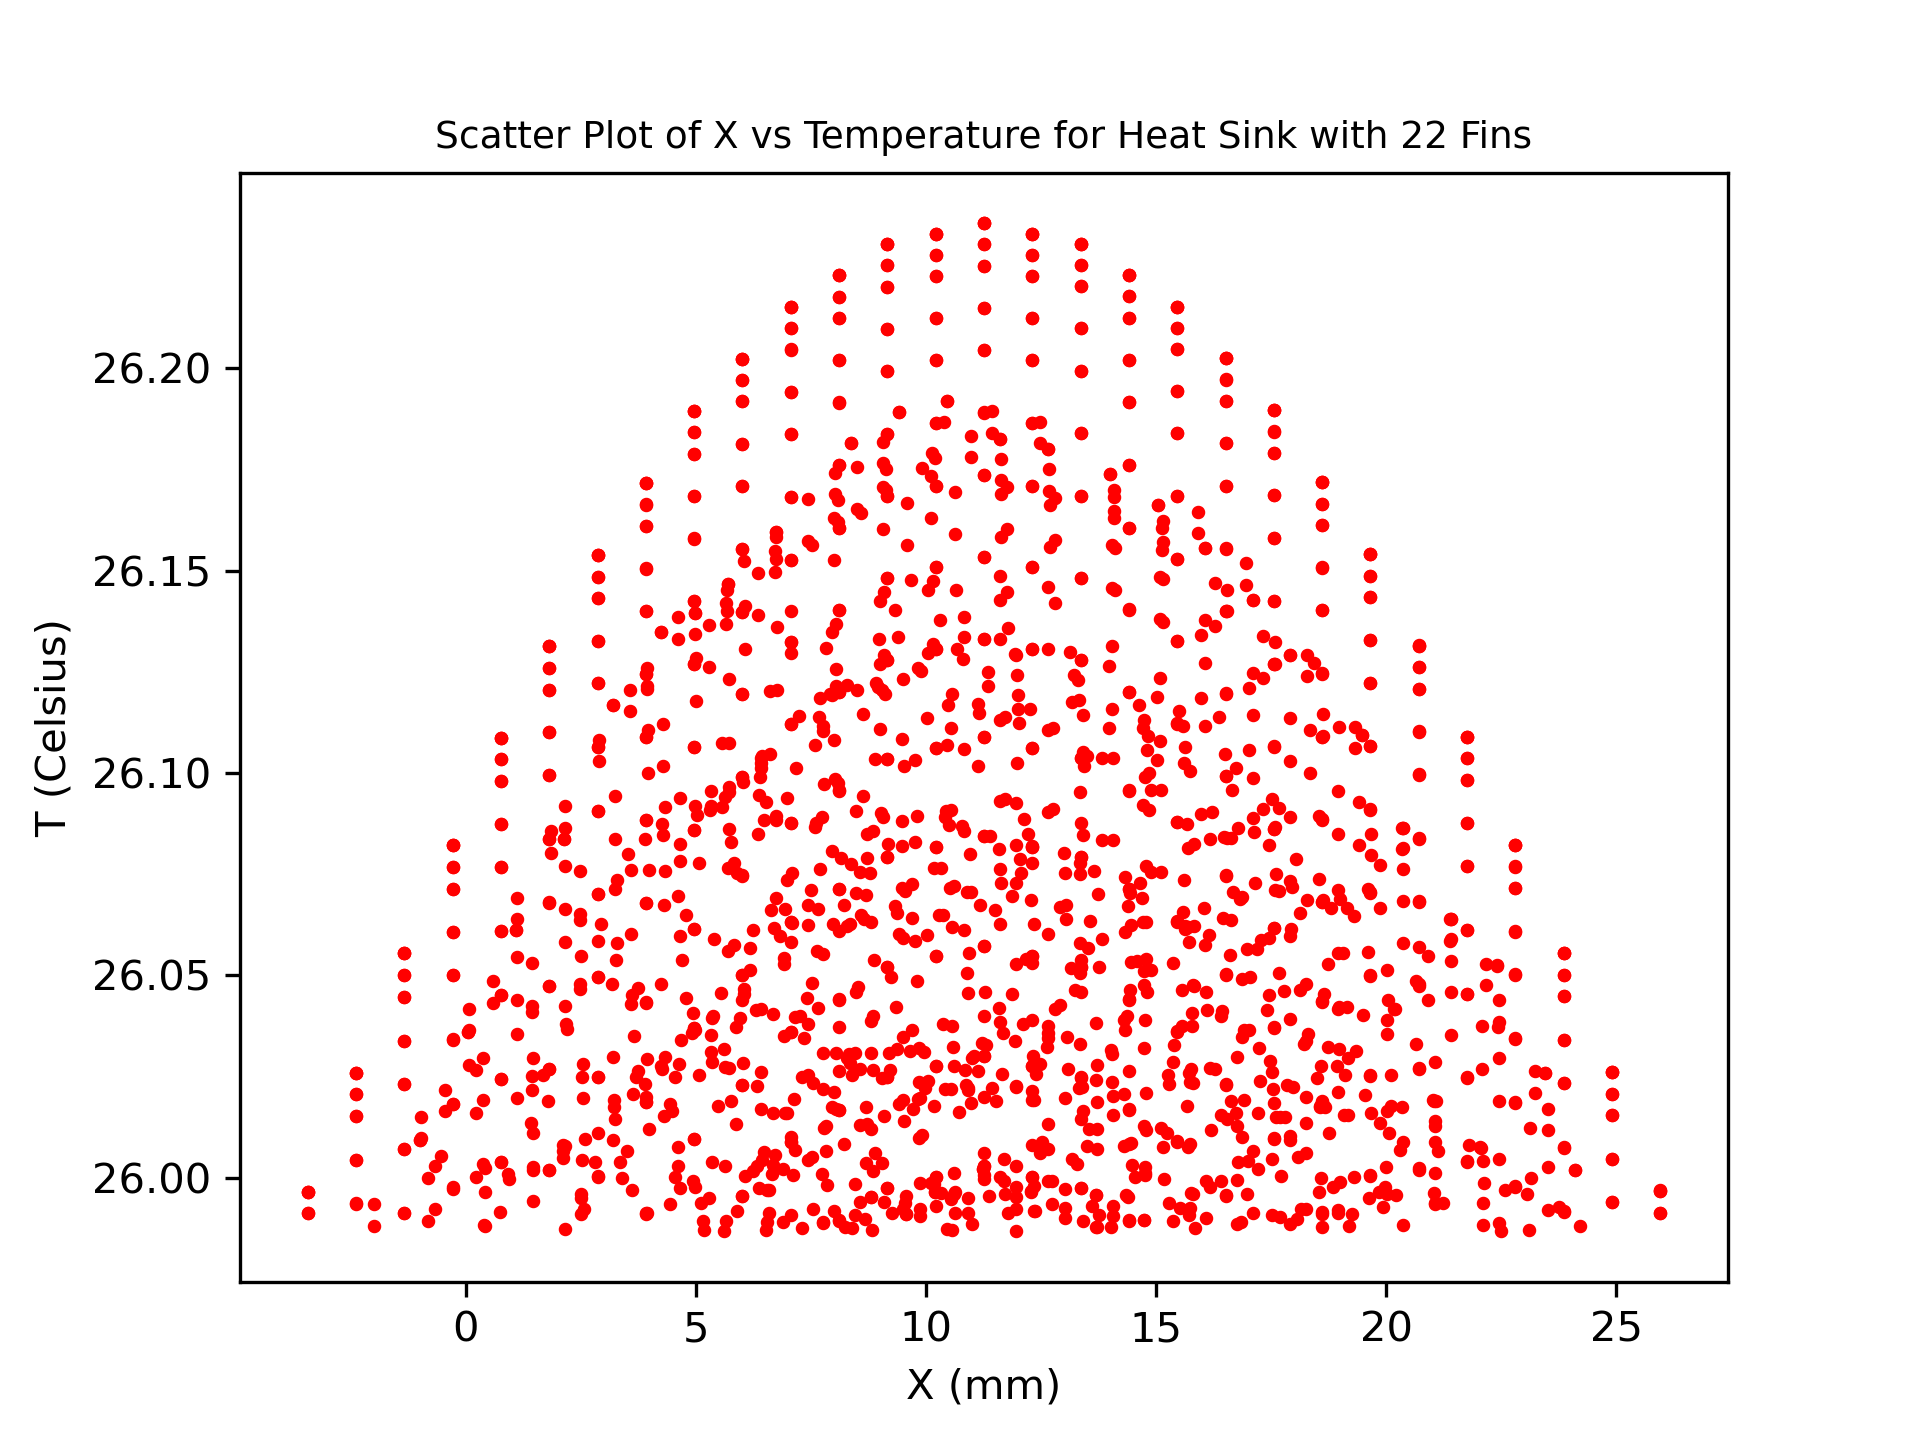 Scatter Plot of X vs Temperature for Heat Sink with 22 Fins
T (Celsius)
26.20
26.15
26.10
26.05
26.00
0 5 10 15 20 25
X (mm)